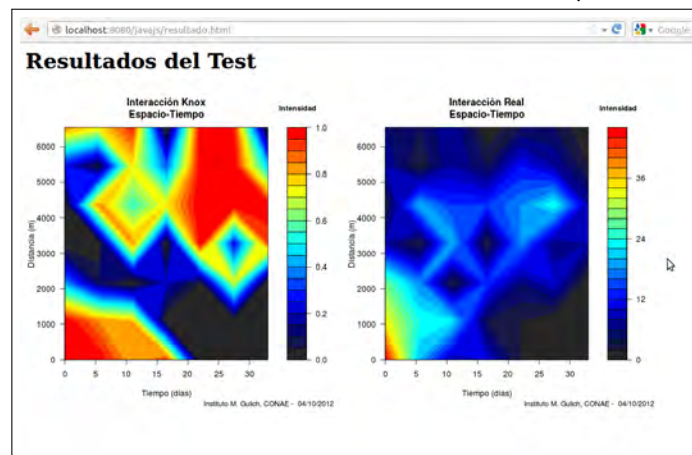 localhost:8080/javajs/resultado.html
Google
Resultados del Test
Interacción Knox
Espacio-Tiempo
Intensidad
Distancia (m)
6000
5000
4000
3000
2000
1000
0
0 5 10 15 20 25 30
Tiempo (días)
1.0
0.8
0.6
0.4
0.2
0.0
Instituto M. Gulich, CONAE - 04/10/2012
Interacción Real
Espacio-Tiempo
Intensidad
Distancia (m)
6000
5000
4000
3000
2000
1000
0
0 5 10 15 20 25 30
Tiempo (días)
36
24
12
0
Instituto M. Gulich, CONAE - 04/10/2012